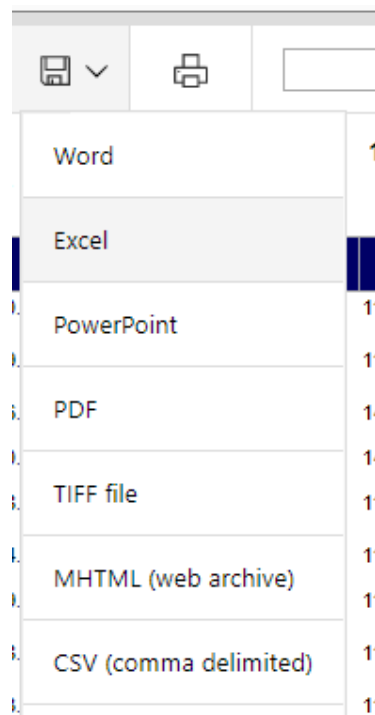 Word
Excel
PowerPoint
PDF
TIFF file
MHTML (web archive)
CSV (comma delimited)